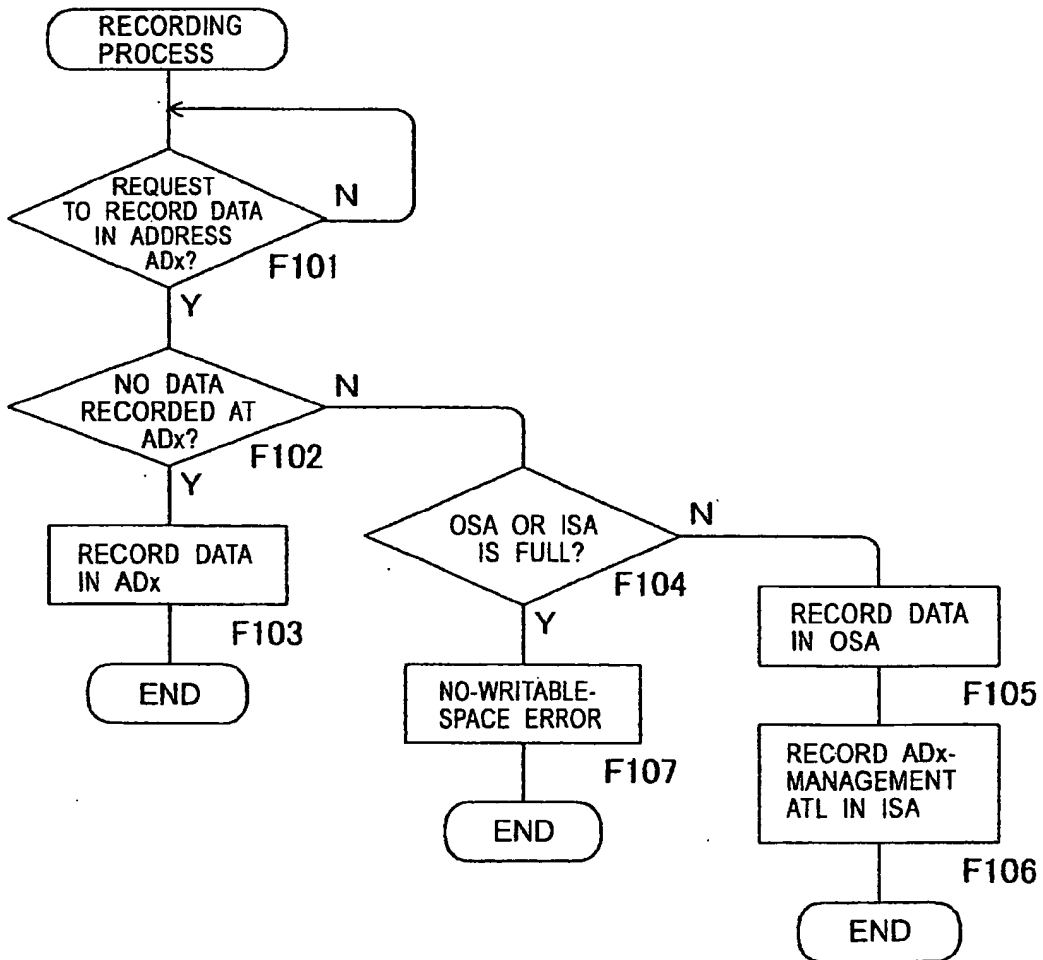 RECORDING
PROCESS
REQUEST
TO RECORD DATA
IN ADDRESS
ADx?
N
F101
Y
NO DATA
RECORDED AT
ADx?
N
F102
Y
RECORD DATA
IN ADx
F103
END
OSA OR ISA
IS FULL?
N
F104
Y
NO-WRITABLE-
SPACE ERROR
F107
END
RECORD DATA
IN OSA
F105
RECORD ADx-
MANAGEMENT
ATL IN ISA
F106
END